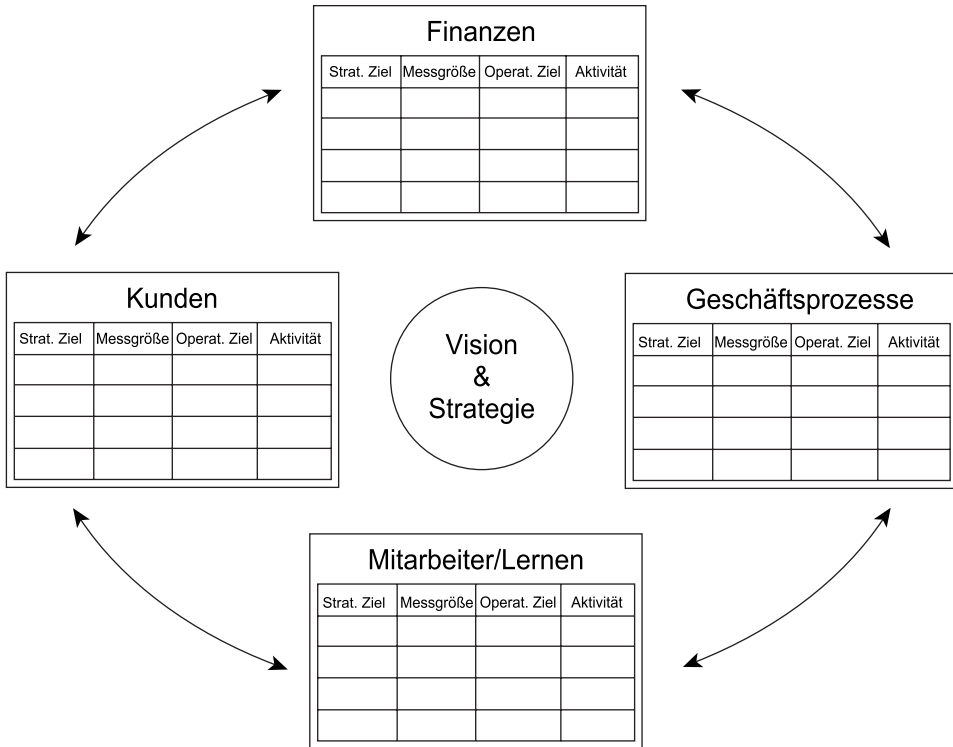 Finanzen
Strat. Ziel Messgröße Operat. Ziel Aktivität
Kunden
Strat. Ziel Messgröße Operat. Ziel Aktivität
Vision
&
Strategie
Geschäftsprozesse
Strat. Ziel Messgröße Operat. Ziel Aktivität
Mitarbeiter/Lernen
Strat. Ziel Messgröße Operat. Ziel Aktivität